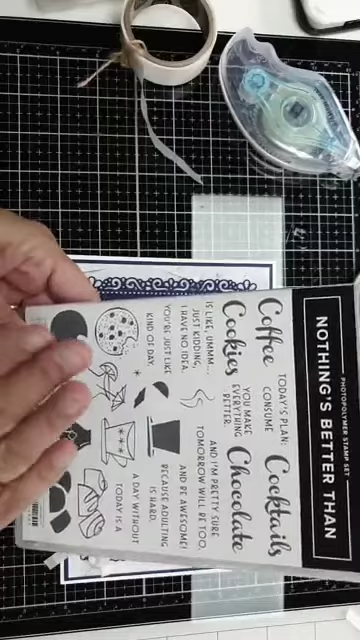 PHOTOPOLYMER STAMP SET
NOTHING'S BETTER THAN
Coffee
TODAY'S PLAN:
CONSUME
Cocktails
Cookies
YOU MAKE
EVERYTHING
BETTER.
Chocolate
IS LIKE, UMMM...
JUST KIDDING,
I HAVE NO IDEA.
AND I'M PRETTY SURE
TOMORROW WILL BE TOO.
YOU'RE JUST LIKE
AND BE AWESOME!
KIND OF DAY.
BECAUSE ADULTING
IS HARD.
A DAY WITHOUT
TODAY IS A